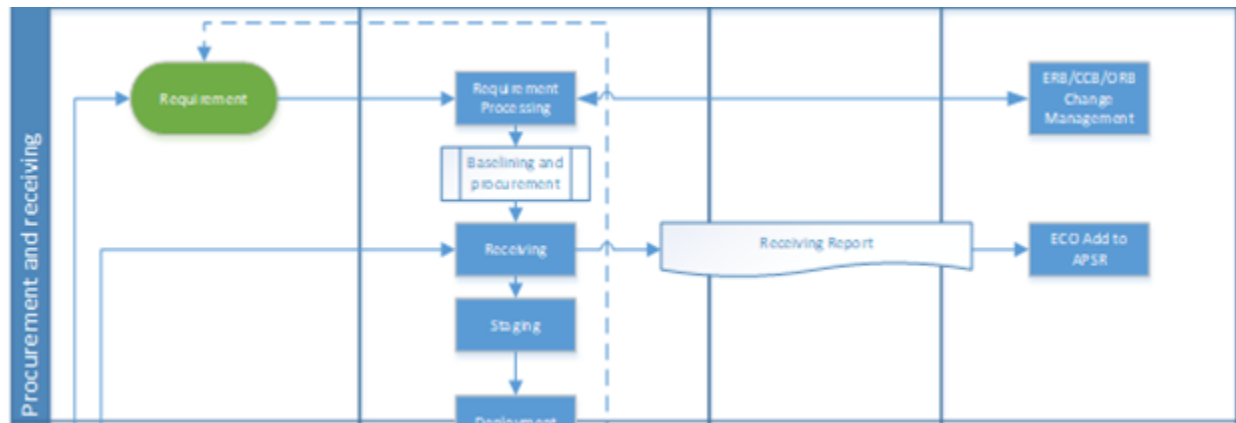 Procurement and receiving
Requirement
Requirement
Processing
ERB/CCB/ORB
Change
Management
Baselining and
procurement
Receiving
Receiving Report
ECO Add to
APSR
Staging
Deployment